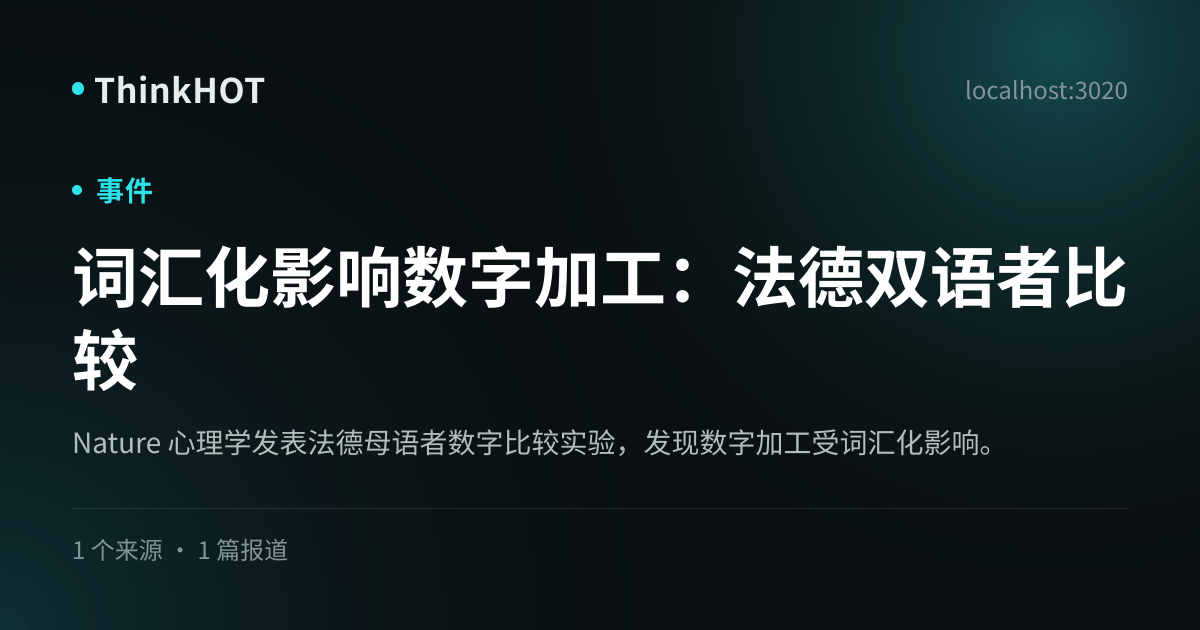 ThinkHOT
localhost:3020
事件
词汇化影响数字加工：法德双语者比
较
Nature 心理学发表法德母语者数字比较实验，发现数字加工受词汇化影响。
1 个来源 · 1 篇报道